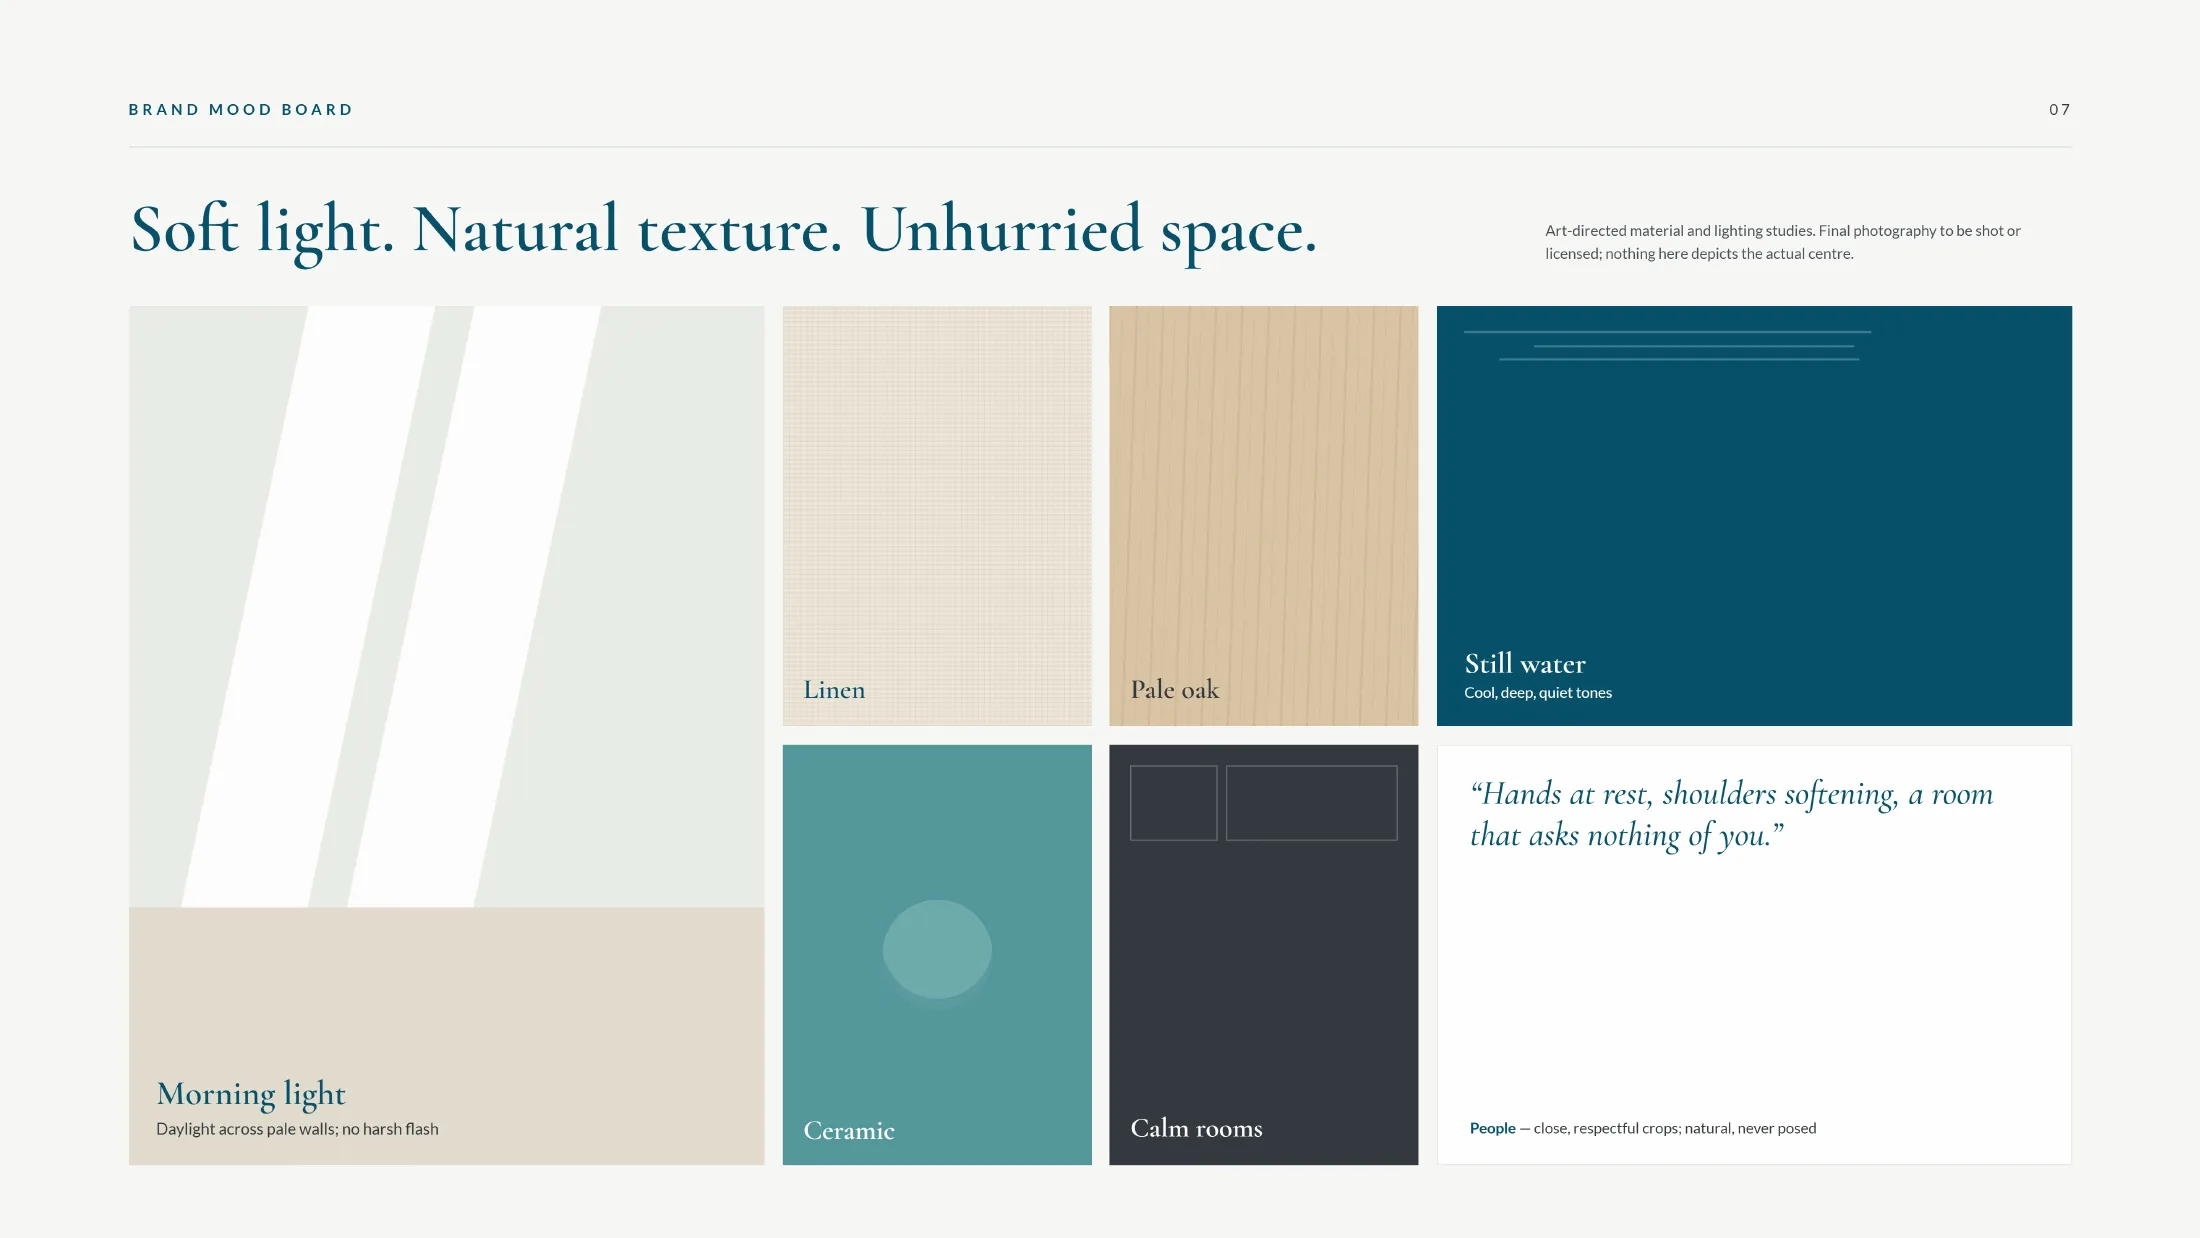 BRAND MOOD BOARD
07
Soft light. Natural texture. Unhurried space.
Art-directed material and lighting studies. Final photography to be shot or
licensed; nothing here depicts the actual centre.
Linen
Pale oak
Still water
Cool, deep, quiet tones
“Hands at rest, shoulders softening, a room
that asks nothing of you.”
Morning light
Daylight across pale walls; no harsh flash
Ceramic
Calm rooms
People — close, respectful crops; natural, never posed